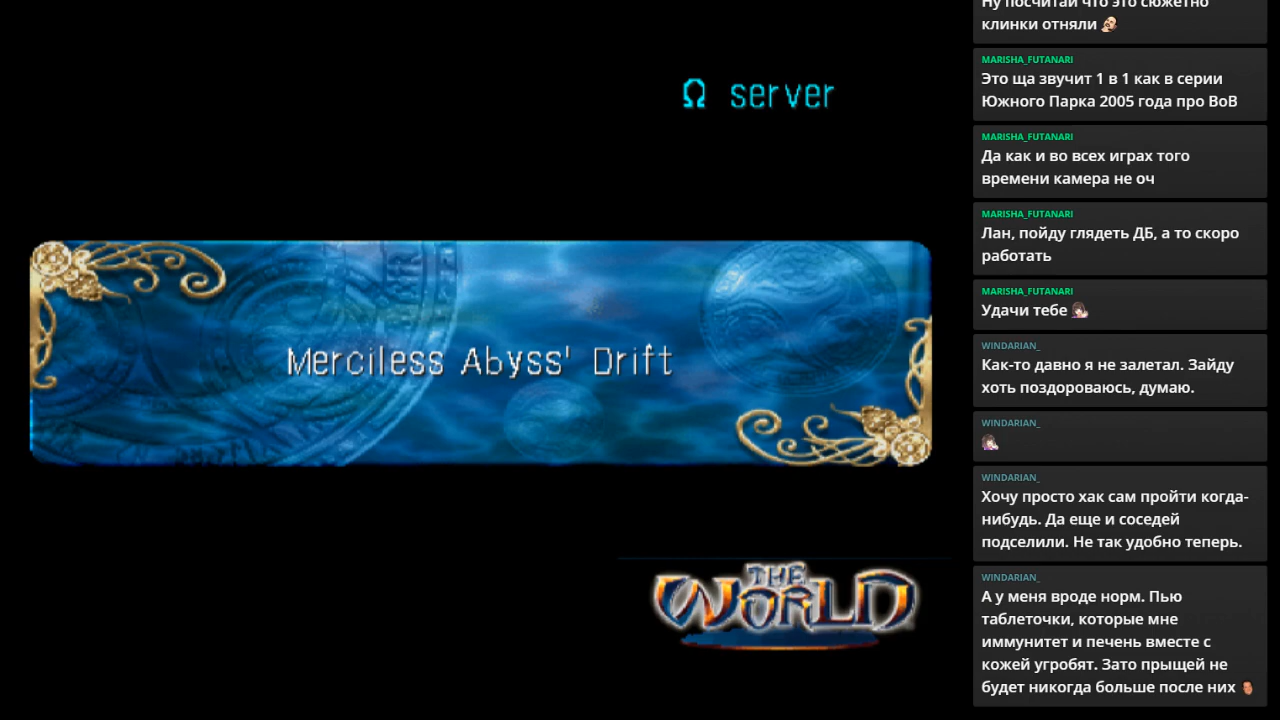 Ω server
Merciless Abyss' Drift
THE
WORLD
Ну посчитай что это сюжетно
клинки отняли
MARISHA_FUTANARI
Это ща звучит 1 в 1 как в серии
Южного Парка 2005 года про ВоВ
MARISHA_FUTANARI
Да как и во всех играх того
времени камера не оч
MARISHA_FUTANARI
Лан, пойду глядеть ДБ, а то скоро
работать
MARISHA_FUTANARI
Удачи тебе
WINDARIAN_
Как-то давно я не залетал. Зайду
хоть поздороваюсь, думаю.
WINDARIAN_
WINDARIAN_
Хочу просто хак сам пройти когда-
нибудь. Да еще и соседей
подселили. Не так удобно теперь.
WINDARIAN_
А у меня вроде норм. Пью
таблеточки, которые мне
иммунитет и печень вместе с
кожей угробят. Зато прыщей не
будет никогда больше после них